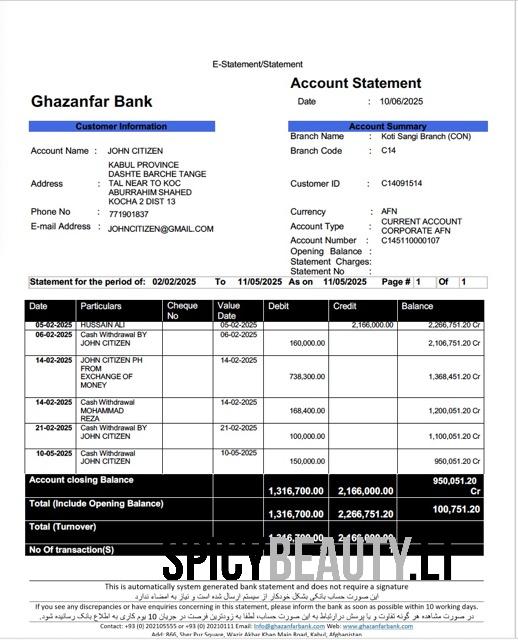 E-Statement/Statement
Account Statement
Date : 10/06/2025
Ghazanfar Bank
Customer Information
Account Name : JOHN CITIZEN
Address : KABUL PROVINCE
DASHTE BARCHE TANGE
TAL NEAR TO KOC
ABURRAHIM SHAHED
KOCHA 2 DIST 13
Phone No : 771901837
E-mail Address : JOHNCITIZEN@GMAIL.COM
Account Summary
Branch Name : Koti Sangi Branch (CON)
Branch Code : C14
Customer ID : C14091514
Currency : AFN
Account Type : CURRENT ACCOUNT
CORPORATE AFN
Account Number : C145110000107
Opening Balance :
Statement Charges:
Statement No :
Statement for the period of: 02/02/2025 To 11/05/2025 As on 11/05/2025 Page # 1 Of 1
Date Particulars Cheque No Value Date Debit Credit Balance
05-02-2025 HUSSAIN ALI 05-02-2025 2,166,000.00 2,266,751.20 Cr
06-02-2025 Cash Withdrawal BY JOHN CITIZEN 06-02-2025 160,000.00 2,106,751.20 Cr
14-02-2025 JOHN CITIZEN PH FROM EXCHANGE OF MONEY 14-02-2025 738,300.00 1,368,451.20 Cr
14-02-2025 Cash Withdrawal MOHAMMAD REZA 14-02-2025 168,400.00 1,200,051.20 Cr
21-02-2025 Cash Withdrawal BY JOHN CITIZEN 21-02-2025 100,000.00 1,100,051.20 Cr
10-05-2025 Cash Withdrawal JOHN CITIZEN 10-05-2025 150,000.00 950,051.20 Cr
Account closing Balance 1,316,700.00 2,166,000.00 950,051.20 Cr
Total (Include Opening Balance) 1,316,700.00 2,266,751.20 100,751.20
Total (Turnover) 1,316,700.00 2,166,000.00
No Of transaction(S)
SPICYBEAUTY.LT
This is automatically system generated bank statement and does not require a signature
این صورت حساب بانکی بشکل خودکار از سیستم ارسال شده است و نیاز به امضاء ندارد
If you see any discrepancies or have enquiries concerning in this statement, please inform the bank as soon as possible within 10 working days.
در صورت مشاهده هر گونه تفاوت و یا پرسش در ارتباط به این صورت حساب، لطفا به زودترین فرصت در جریان 10 یوم کاری به اطلاع بانک رسانیده شود.
Contact: +93 (0) 202105555 or +93 (0) 20210111 Email: Info@ghazanfarbank.com Web: www.ghazanfarbank.com
Add: 866, Sher Pur Square, Wazir Akbar Khan Main Road, Kabul, Afghanistan